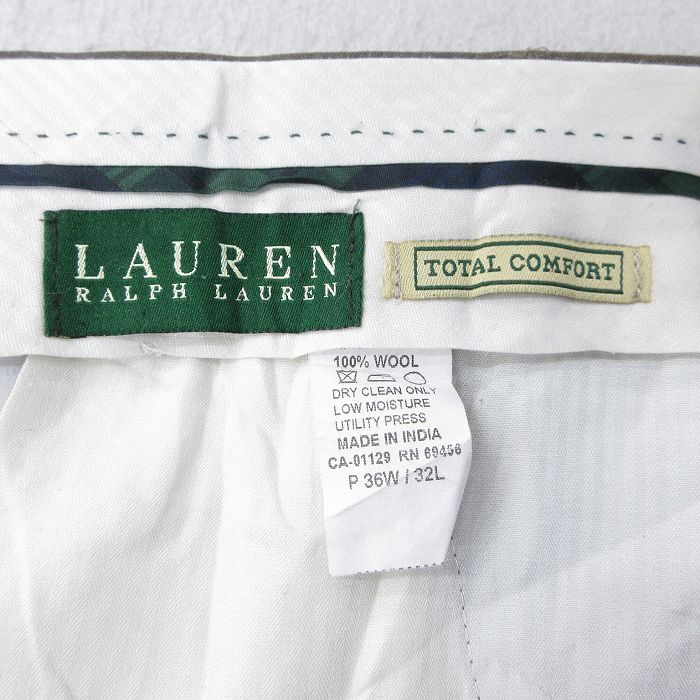 LAUREN
RALPH LAUREN
TOTAL COMFORT
100% WOOL
DRY CLEAN ONLY
LOW MOISTURE
UTILITY PRESS
MADE IN INDIA
CA-01129 RN 69456
P 36W / 32L